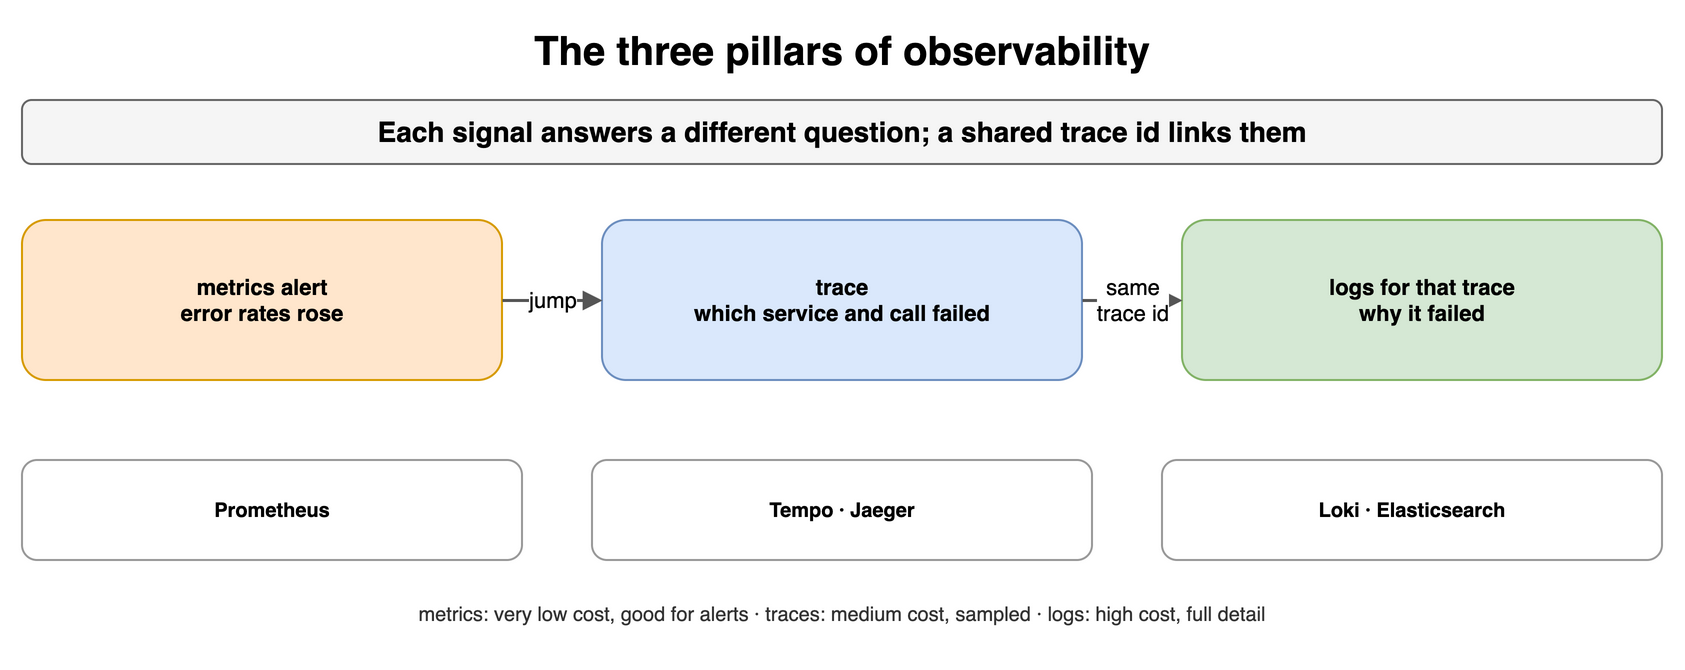 The three pillars of observability
Each signal answers a different question; a shared trace id links them
metrics alert
error rates rose
jump
trace
which service and call failed
same
trace id
logs for that trace
why it failed
Prometheus
Tempo · Jaeger
Loki · Elasticsearch
metrics: very low cost, good for alerts · traces: medium cost, sampled · logs: high cost, full detail